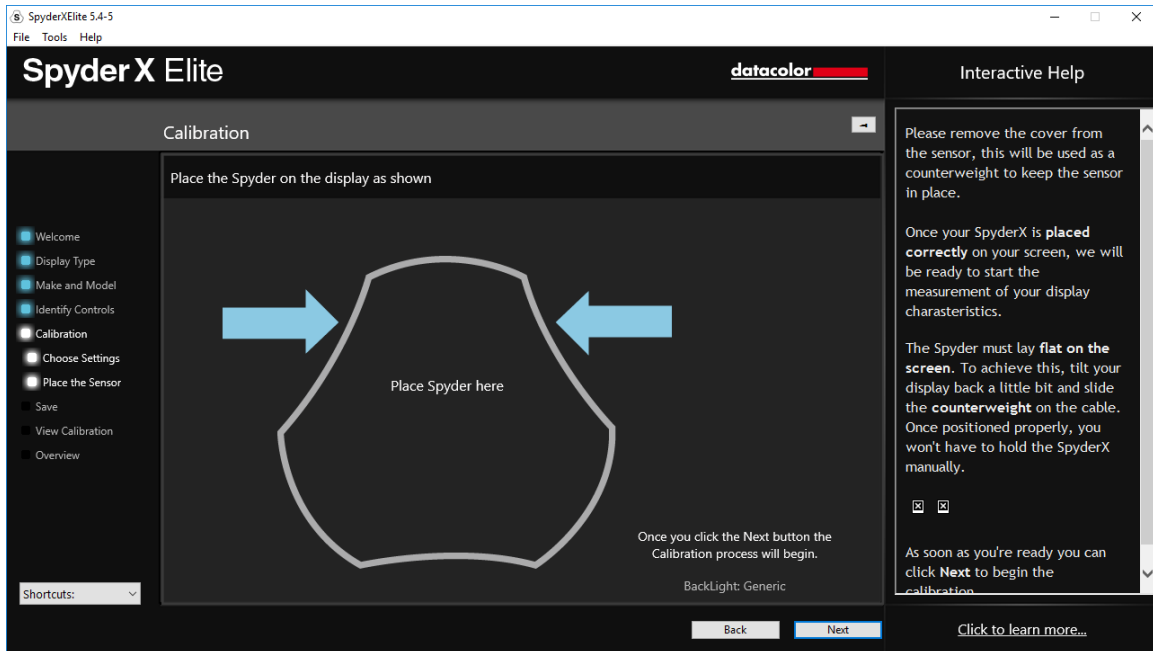 SpyderXElite 5.4-5
File Tools Help
Spyder X Elite
datacolor
Interactive Help
Calibration
Place the Spyder on the display as shown
Welcome
Display Type
Make and Model
Identify Controls
Calibration
Choose Settings
Place the Sensor
Save
View Calibration
Overview
Shortcuts:
Place Spyder here
Once you click the Next button the
Calibration process will begin.
BackLight: Generic
Back Next
Please remove the cover from
the sensor, this will be used as a
counterweight to keep the sensor
in place.
Once your SpyderX is placed
correctly on your screen, we will
be ready to start the
measurement of your display
charasteristics.
The Spyder must lay flat on the
screen. To achieve this, tilt your
display back a little bit and slide
the counterweight on the cable.
Once positioned properly, you
won't have to hold the SpyderX
manually.
As soon as you're ready you can
click Next to begin the
calibration
Click to learn more...